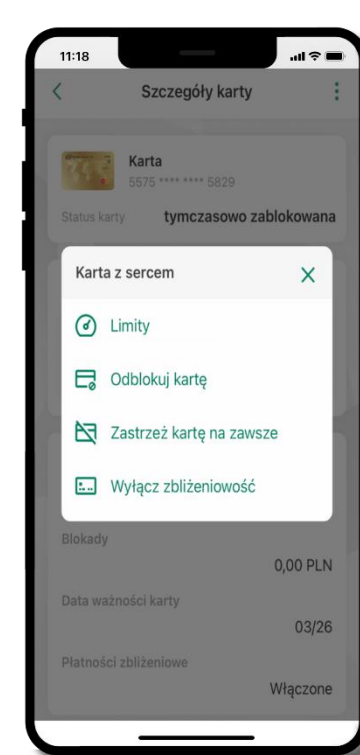 11:18
Szczegóły karty
Karta
5575 **** **** 5829
Status karty tymczasowo zablokowana
Karta z sercem
Limity
Odblokuj kartę
Zastrzeż kartę na zawsze
Wyłącz zbliżeniowość
Blokady
0,00 PLN
Data ważności karty
03/26
Płatności zbliżeniowe
Włączone